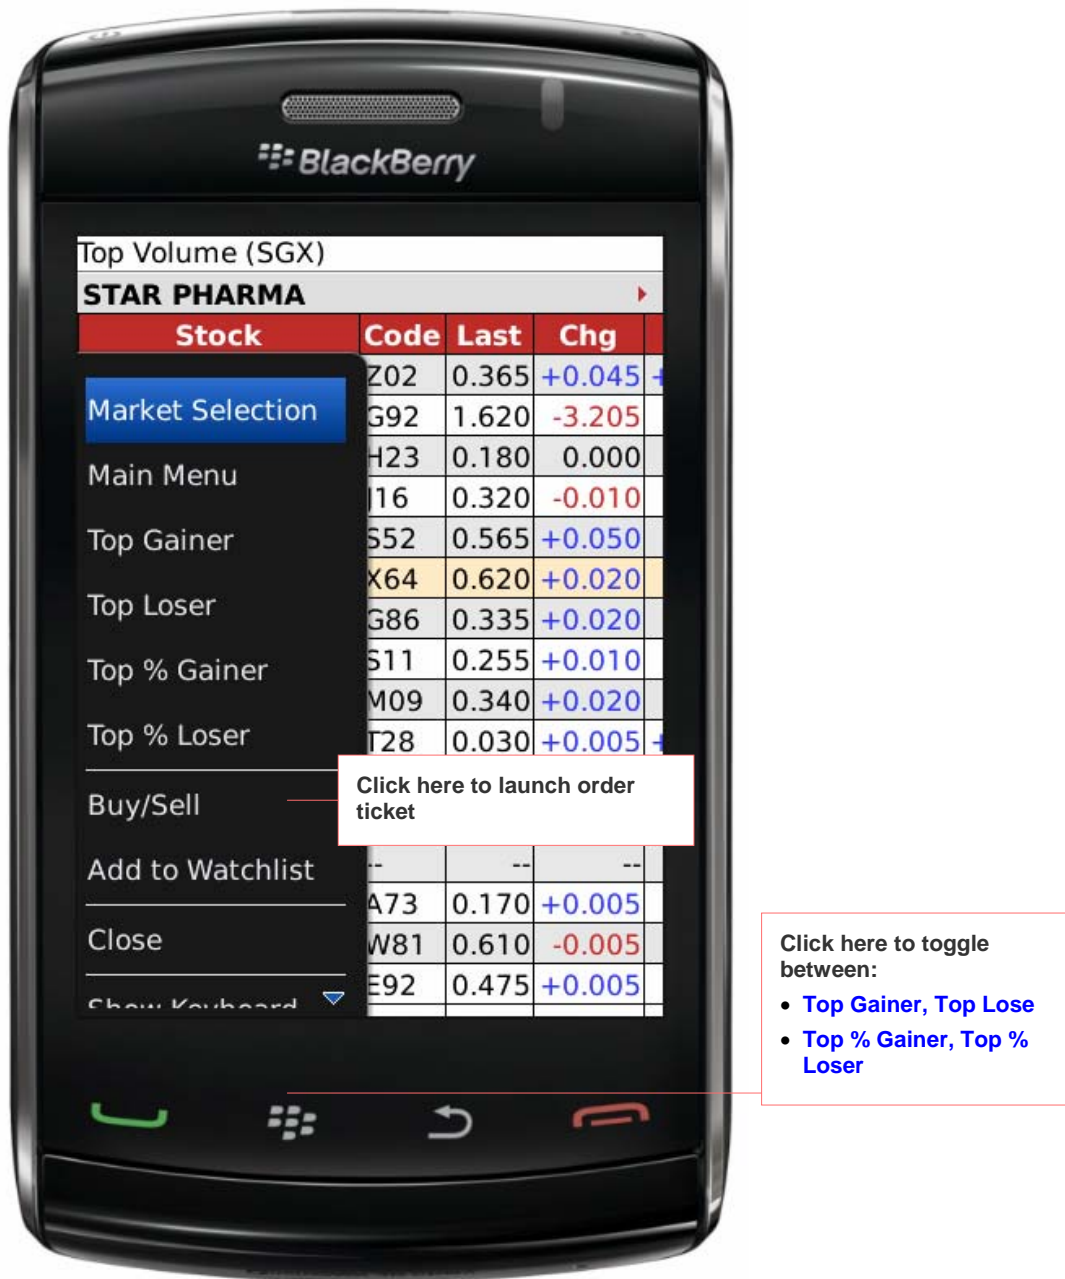 BlackBerry
Top Volume (SGX)
STAR PHARMA
Stock Code Last Chg
Z02 0.365 +0.045 +
G92 1.620 -3.205
H23 0.180 0.000
J16 0.320 -0.010
S52 0.565 +0.050
X64 0.620 +0.020
G86 0.335 +0.020
S11 0.255 +0.010
M09 0.340 +0.020
T28 0.030 +0.005 +
-- -- --
A73 0.170 +0.005
W81 0.610 -0.005
E92 0.475 +0.005
Market Selection
Main Menu
Top Gainer
Top Loser
Top % Gainer
Top % Loser
Buy/Sell
Add to Watchlist
Close
Show Keyboard
Click here to launch order
ticket
Click here to toggle
between:
• Top Gainer, Top Lose
• Top % Gainer, Top %
Loser